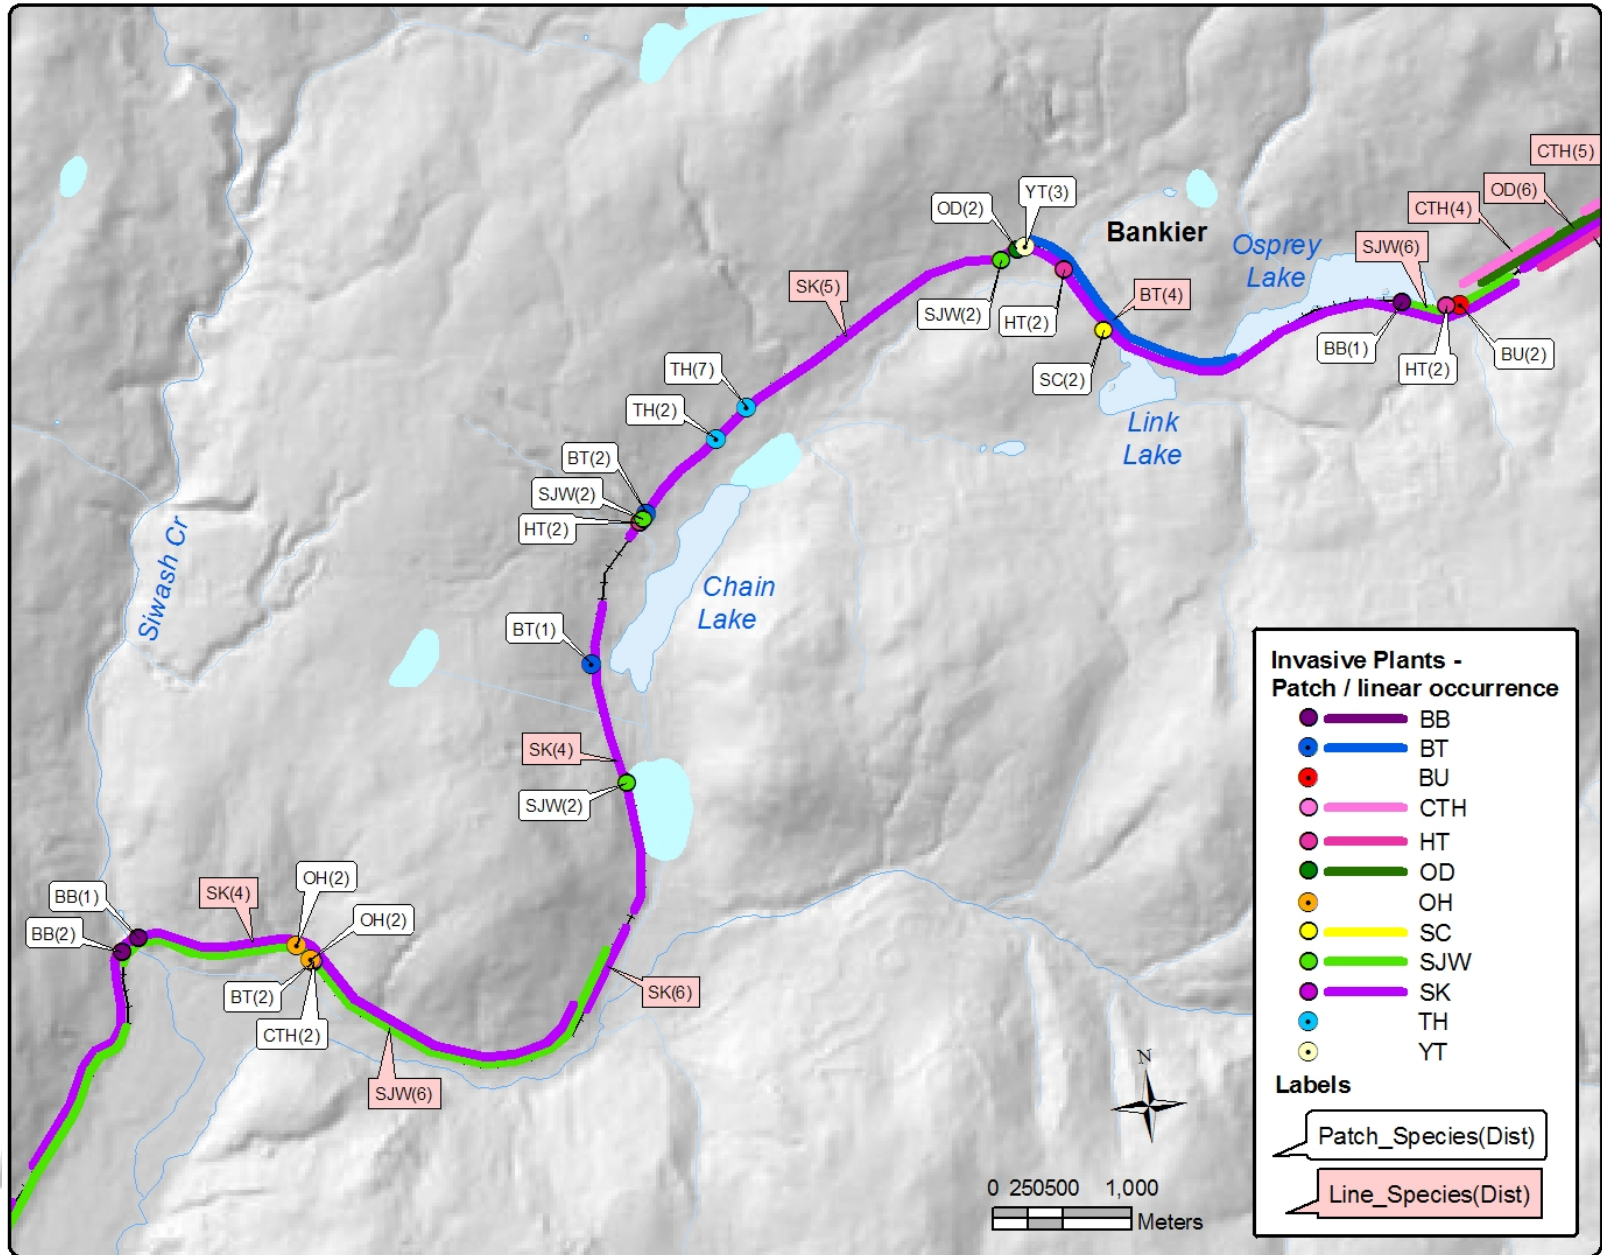 CTH(5)
OD(6)
CTH(4)
YT(3)
OD(2)
Bankier
Osprey
Lake
SJW(6)
SK(5)
BT(4)
SJW(2)
HT(2)
BB(1)
BU(2)
HT(2)
SC(2)
TH(7)
TH(2)
Link
Lake
BT(2)
SJW(2)
HT(2)
Siwash Cr
Chain
Lake
BT(1)
SK(4)
SJW(2)
OH(2)
SK(4)
BB(1)
OH(2)
BB(2)
BT(2)
SK(6)
CTH(2)
SJW(6)
Invasive Plants -
Patch / linear occurrence
BB
BT
BU
CTH
HT
OD
OH
SC
SJW
SK
TH
YT
Labels
Patch_Species(Dist)
Line_Species(Dist)
N
0 250500 1,000
Meters